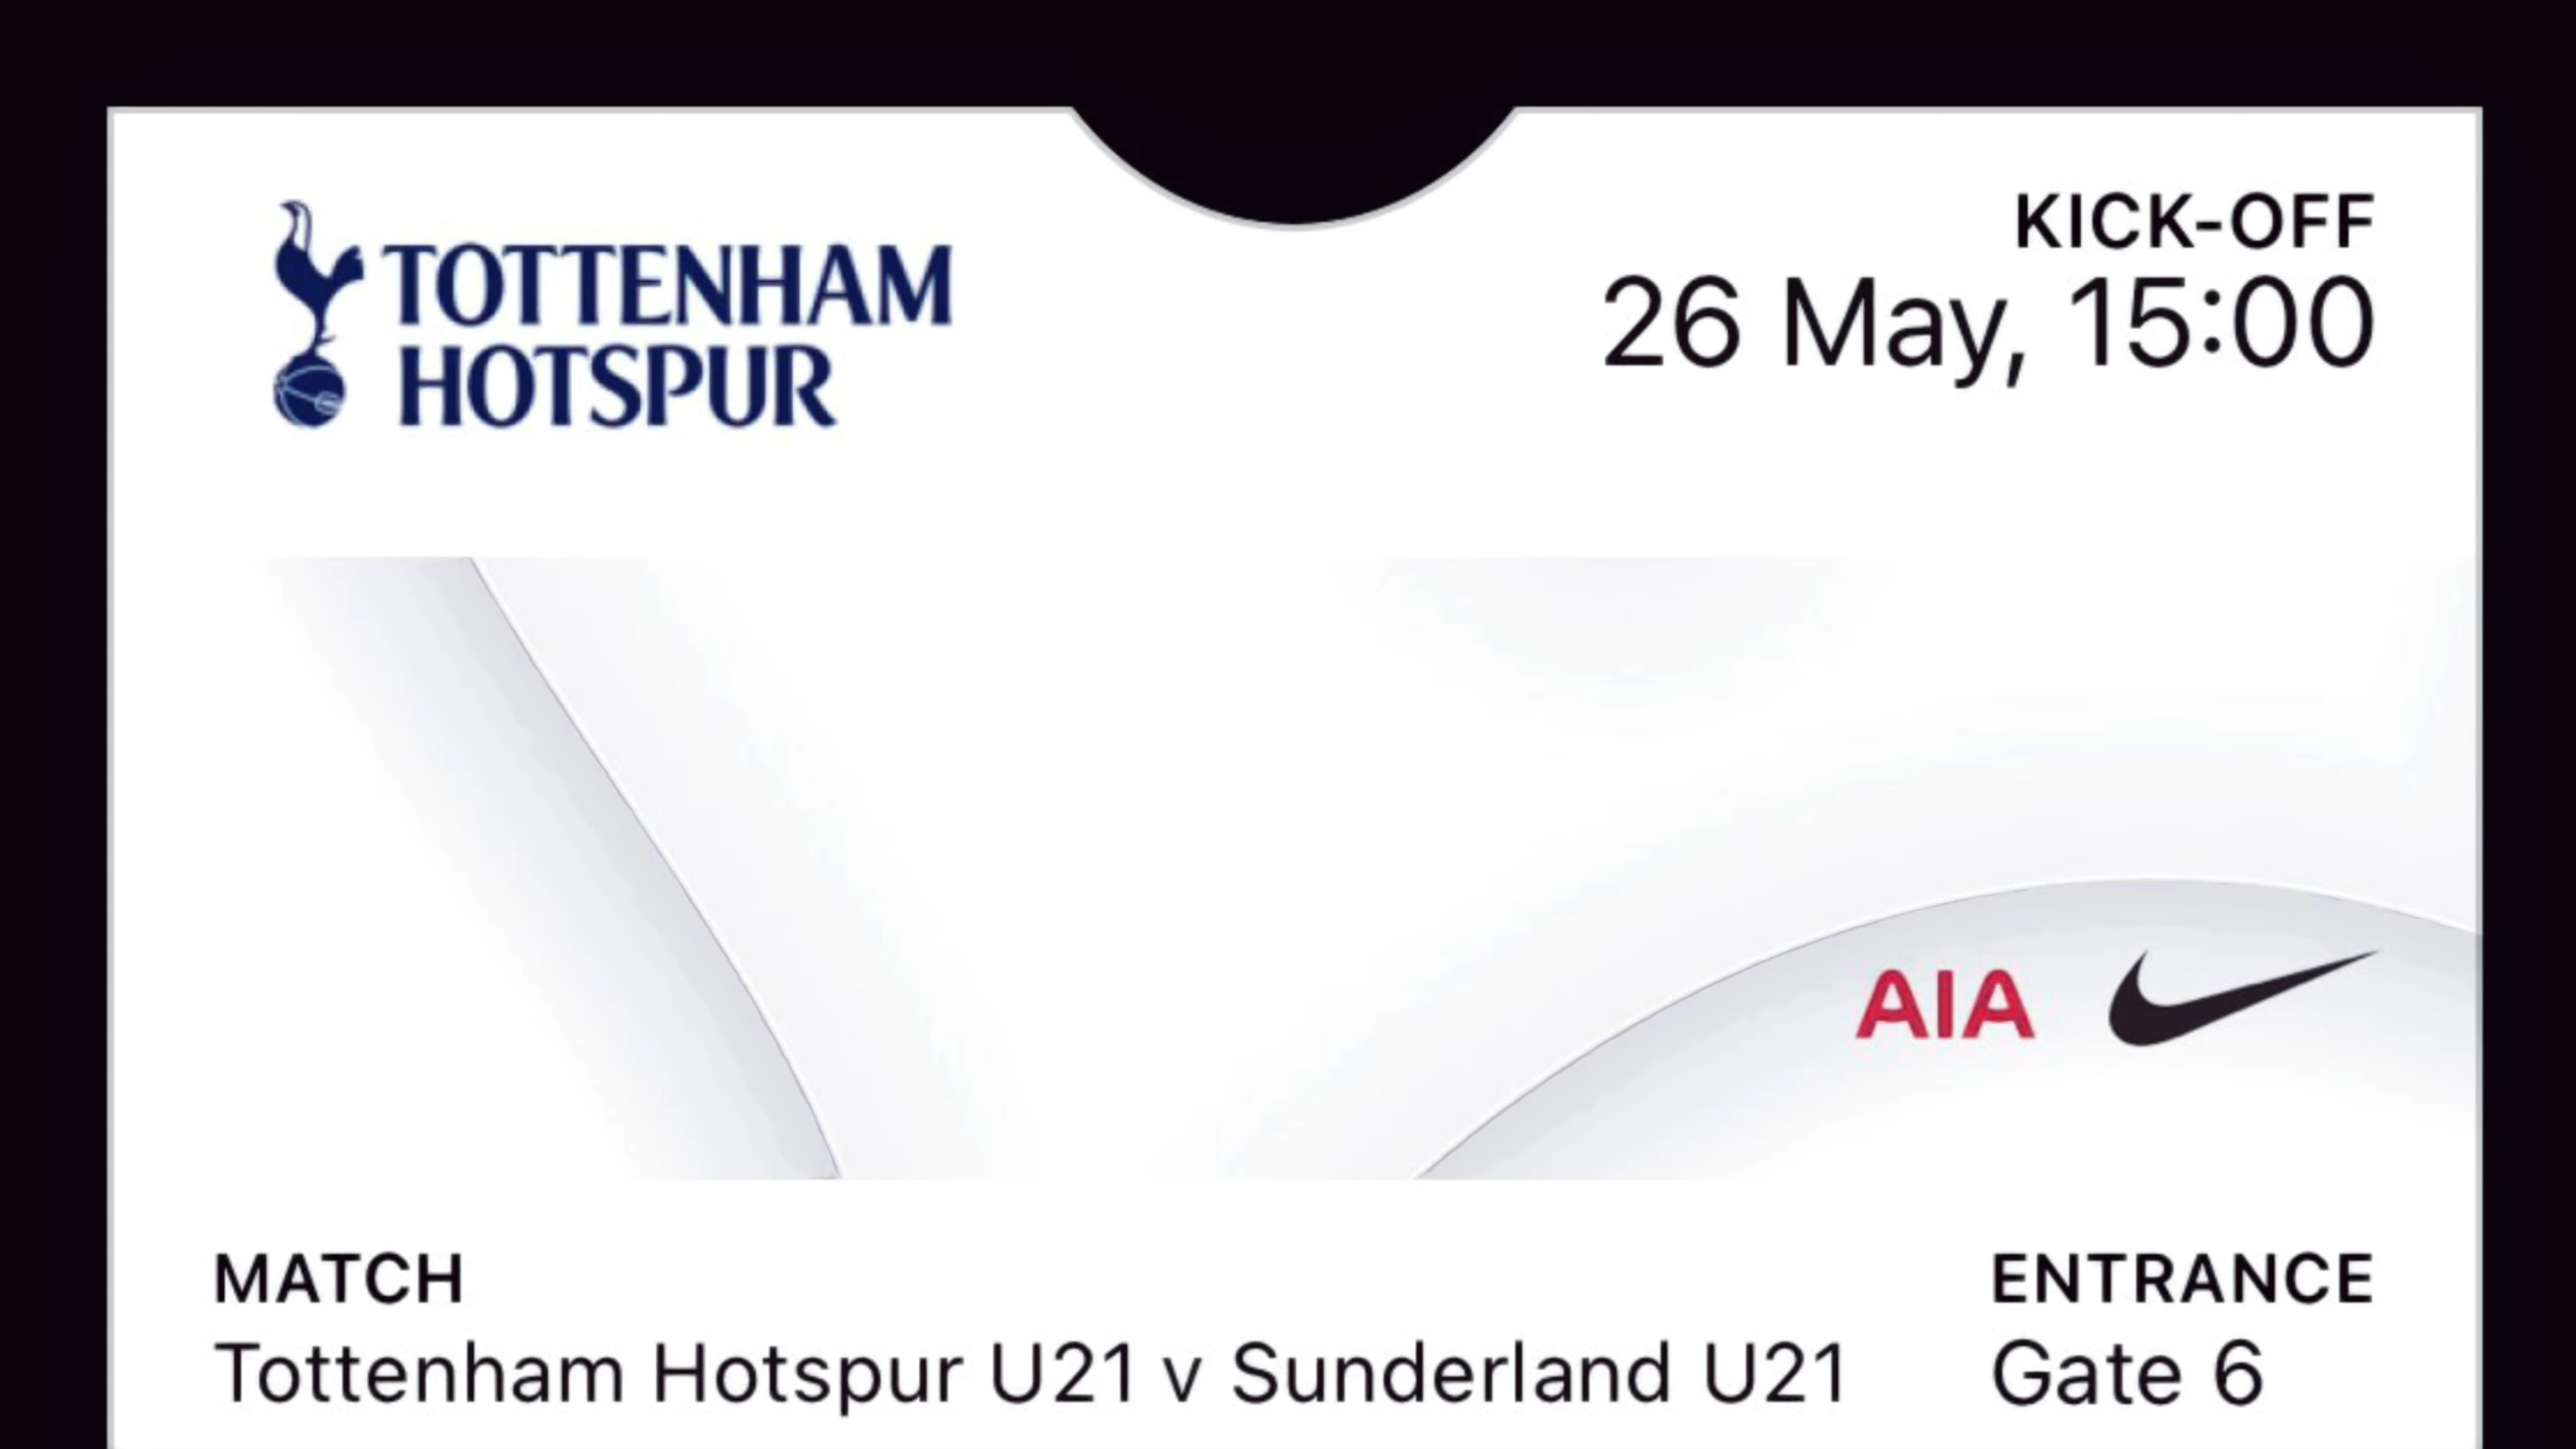 TOTTENHAM
HOTSPUR
KICK-OFF
26 May, 15:00
AIA
MATCH
Tottenham Hotspur U21 v Sunderland U21
ENTRANCE
Gate 6